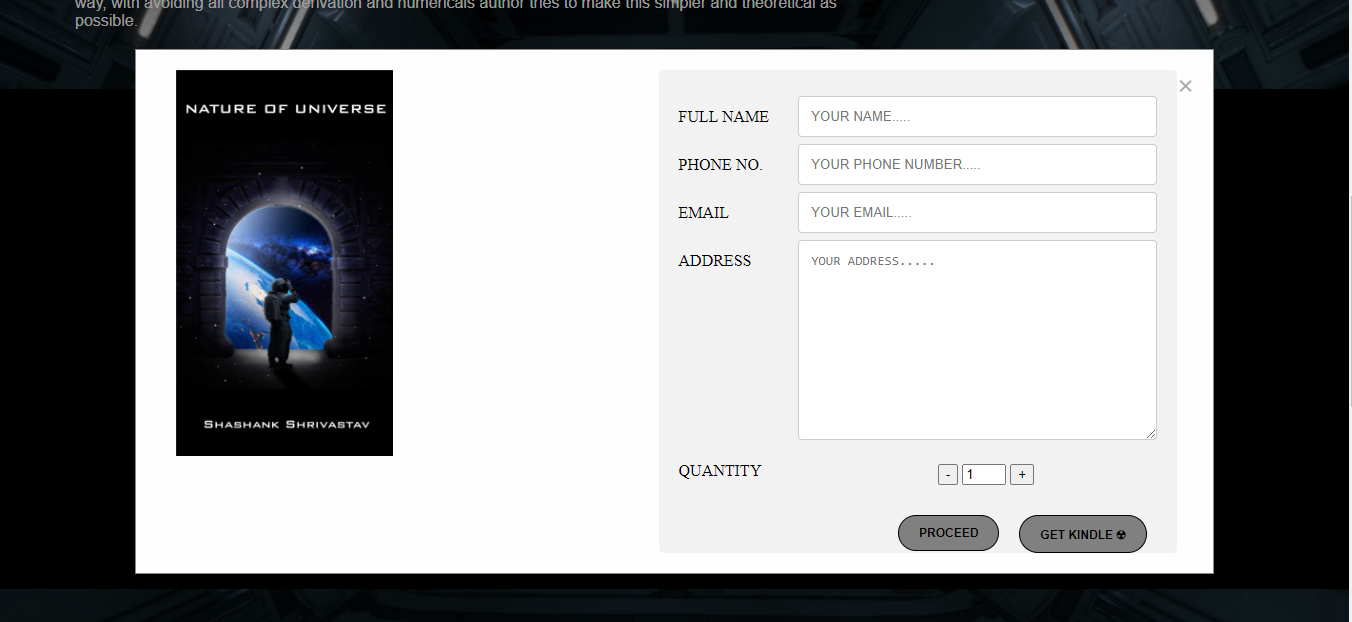 way, with avoiding all complex derivation and numericals author tries to make this simpler and theoretical as
possible.
NATURE OF UNIVERSE
SHASHANK SHRIVASTAV
×
FULL NAME
YOUR NAME.....
PHONE NO.
YOUR PHONE NUMBER.....
EMAIL
YOUR EMAIL.....
ADDRESS
YOUR ADDRESS.....
QUANTITY
- 1 +
PROCEED
GET KINDLE ☢